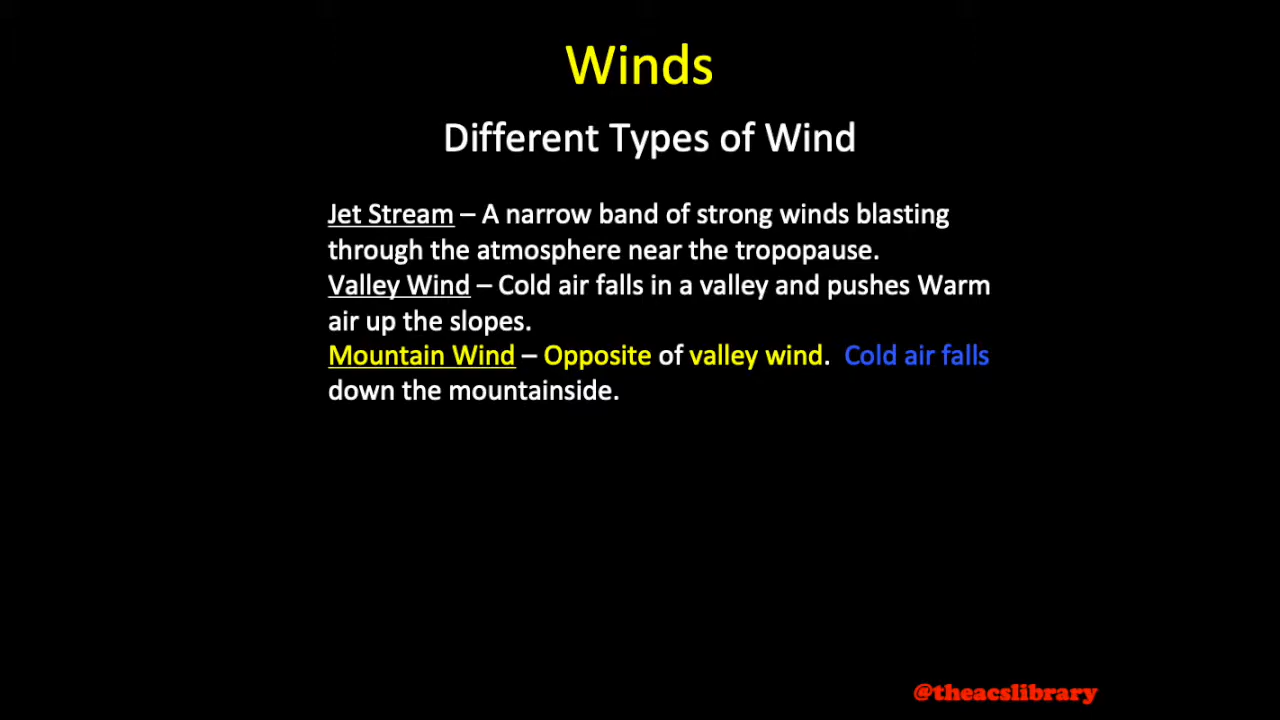 Winds
Different Types of Wind
Jet Stream – A narrow band of strong winds blasting
through the atmosphere near the tropopause.
Valley Wind – Cold air falls in a valley and pushes Warm
air up the slopes.
Mountain Wind – Opposite of valley wind.  Cold air falls
down the mountainside.
@theacslibrary